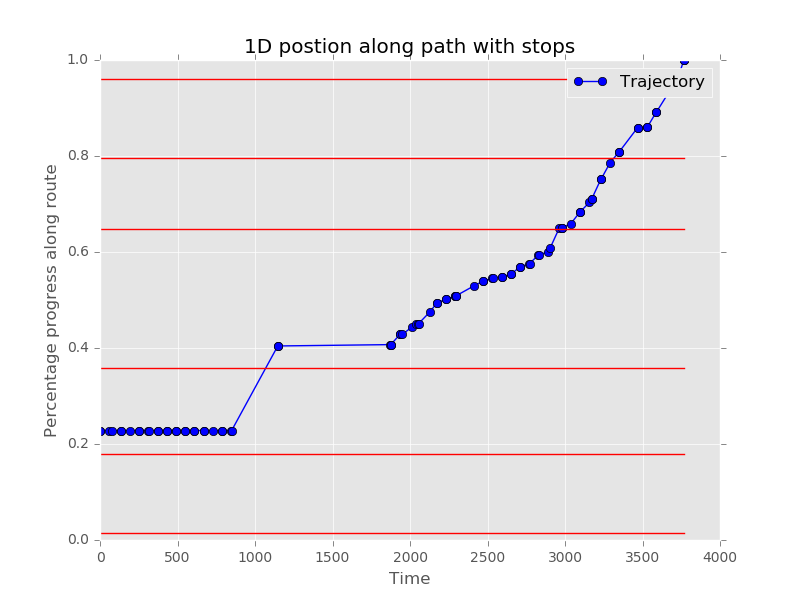 1D postion along path with stops
Trajectory
Percentage progress along route
1.0
0.8
0.6
0.4
0.2
0.0
0 500 1000 1500 2000 2500 3000 3500 4000
Time